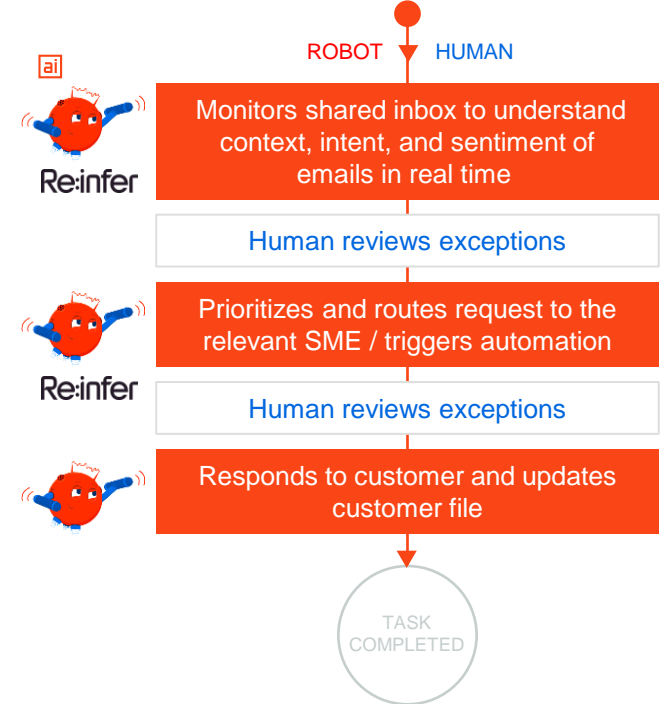 ROBOT HUMAN
ai
Re:infer
Monitors shared inbox to understand
context, intent, and sentiment of
emails in real time
Human reviews exceptions
Prioritizes and routes request to the
relevant SME / triggers automation
Re:infer
Human reviews exceptions
Responds to customer and updates
customer file
TASK
COMPLETED